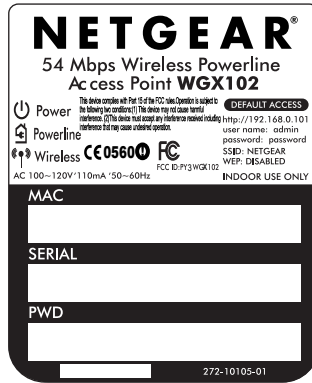 NETGEAR®
54 Mbps Wireless Powerline
Access Point WGX102
Power
Powerline
Wireless
This device complies with Part 15 of the FCC rules.Operation is subject to
the following two conditions:(1) This device may not cause harmful
interference. (2)This device must accept any interference received including
interference that may cause undesired operation.
CE0560
FC
FCC ID:PY3WGX102
AC 100~120V '110mA '50~60Hz
DEFAULT ACCESS
http://192.168.0.101
user name: admin
password: password
SSID: NETGEAR
WEP: DISABLED
INDOOR USE ONLY
MAC
SERIAL
PWD
272-10105-01